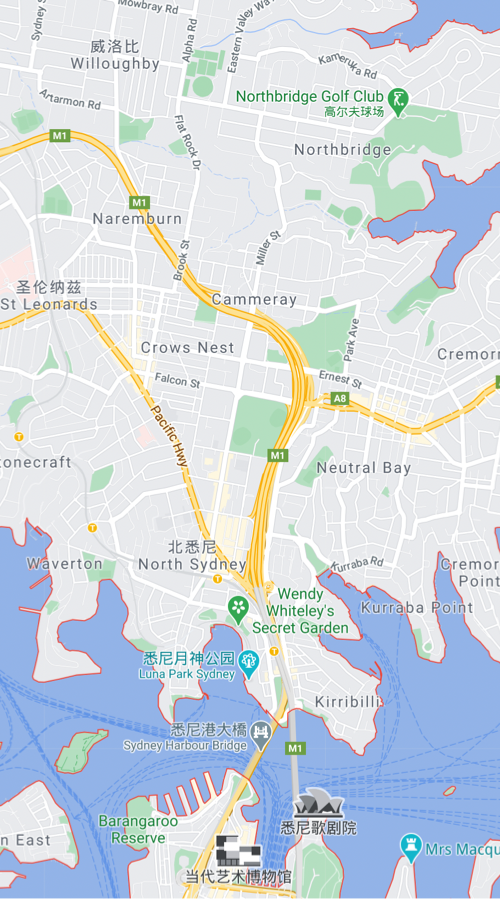 Mowbray Rd
Sydney S
Alpha Rd
Eastern Valley Wa
威洛比
Willoughby
Kameruka Rd
Artarmon Rd
Northbridge Golf Club
高尔夫球场
Flat Rock Dr
M1
Northbridge
M1
Naremburn
Brook St
Miller St
圣伦纳兹
St Leonards
Cammeray
Park Ave
Crows Nest
Cremor
Falcon St
Ernest St
A8
Pacific Hwy
M1
tonecraft
Neutral Bay
T
T
北悉尼
North Sydney
Waverton
T
Kurraba Rd
Cremor
Point
Wendy
Whiteley's
Secret Garden
Kurraba Point
T
悉尼月神公园
Luna Park Sydney
Kirribilli
悉尼港大橋
Sydney Harbour Bridge
M1
悉尼歌剧院
Barangaroo
Reserve
n East
Mrs Macqu
当代艺术博物馆